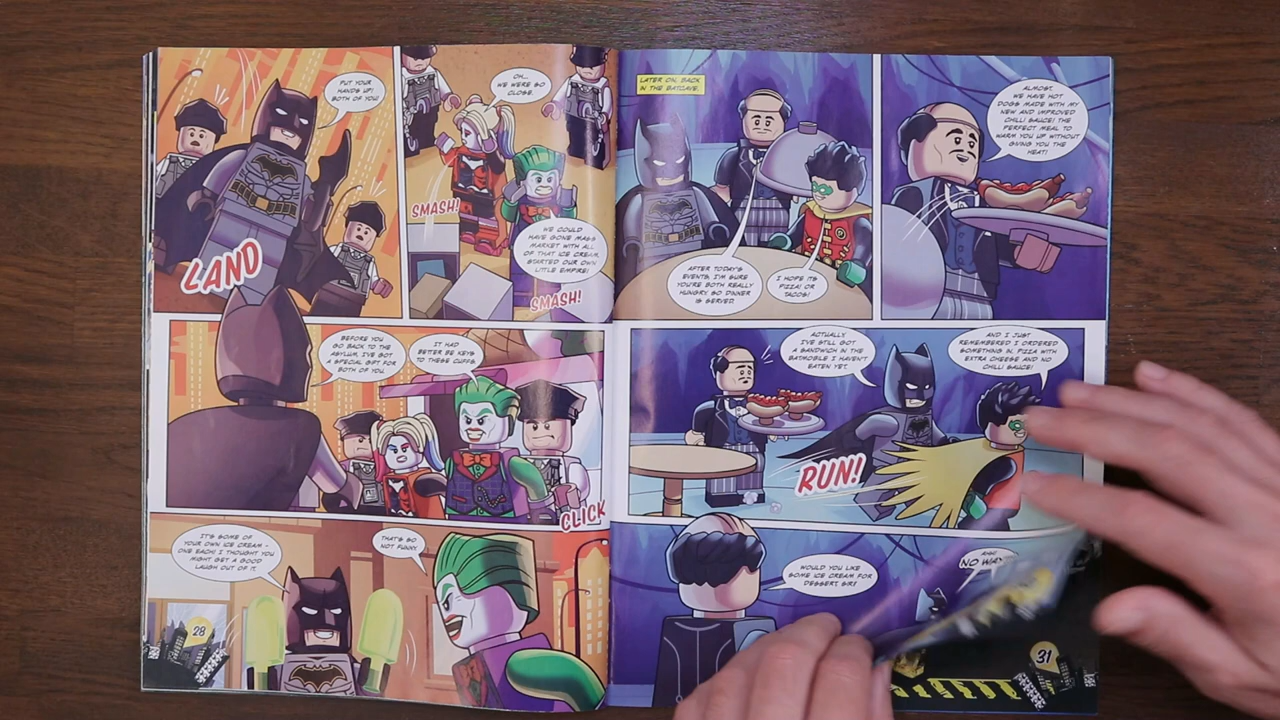 PUT YOUR
HANDS UP!
BOTH OF YOU!
LAND
OH...
WE WERE SO
CLOSE.
SMASH!
WE COULD
HAVE GONE MASS
MARKET WITH ALL
OF THAT ICE CREAM,
STARTED OUR OWN
LITTLE EMPIRE!
SMASH!
BEFORE YOU
GO BACK TO THE
ASYLUM, I'VE GOT
A SPECIAL GIFT FOR
BOTH OF YOU.
IT HAD
BETTER BE KEYS
TO THESE CUFFS.
CLICK
IT'S SOME OF
YOUR OWN ICE CREAM -
ONE EACH! I THOUGHT YOU
MIGHT GET A GOOD
LAUGH OUT OF IT.
THAT'S SO
NOT FUNNY.
28
LATER ON, BACK
IN THE BATCAVE.
AFTER TODAY'S
EVENTS, I'M SURE
YOU'RE BOTH REALLY
HUNGRY. SO DINNER
IS SERVED.
I HOPE IT'S
PIZZA! OR
TACOS!
ALMOST.
WE HAVE HOT
DOGS MADE WITH MY
NEW AND IMPROVED
CHILLI SAUCE! THE
PERFECT MEAL TO
WARM YOU UP WITHOUT
GIVING YOU THE
HEAT!
ACTUALLY
I'VE STILL GOT
A SANDWICH IN THE
BATMOBILE I HAVEN'T
EATEN YET.
AND I JUST
REMEMBERED I ORDERED
SOMETHING IN. PIZZA WITH
EXTRA CHEESE AND NO
CHILLI SAUCE!
RUN!
WOULD YOU LIKE
SOME ICE CREAM FOR
DESSERT, SIR?
AHH!
NO WAY
31